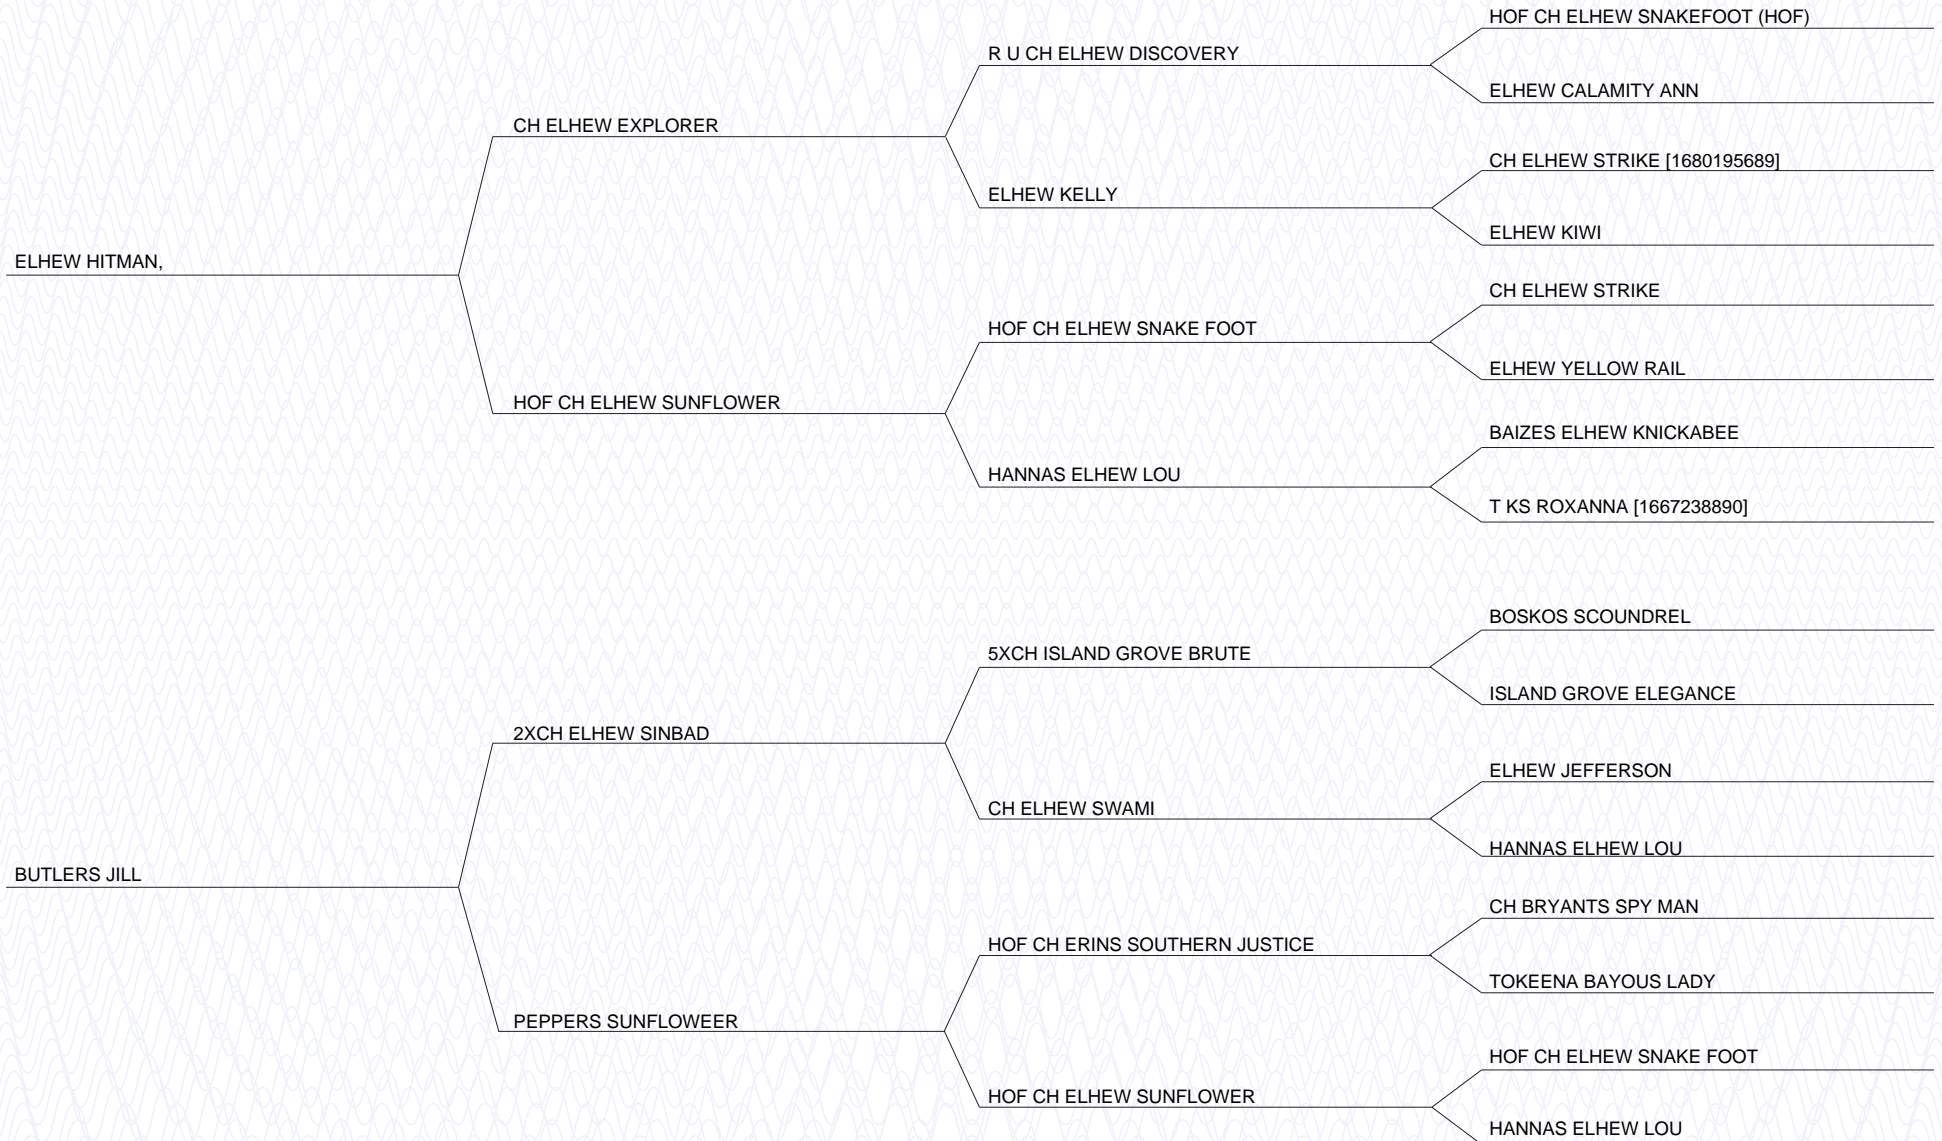 HOF CH ELHEW SNAKEFOOT (HOF)
R U CH ELHEW DISCOVERY
ELHEW CALAMITY ANN
CH ELHEW EXPLORER
CH ELHEW STRIKE [1680195689]
ELHEW KELLY
ELHEW KIWI
ELHEW HITMAN,
CH ELHEW STRIKE
HOF CH ELHEW SNAKE FOOT
ELHEW YELLOW RAIL
HOF CH ELHEW SUNFLOWER
BAIZES ELHEW KNICKABEE
HANNAS ELHEW LOU
T KS ROXANNA [1667238890]
BOSKOS SCOUNDREL
5XCH ISLAND GROVE BRUTE
ISLAND GROVE ELEGANCE
2XCH ELHEW SINBAD
ELHEW JEFFERSON
CH ELHEW SWAMI
HANNAS ELHEW LOU
BUTLERS JILL
CH BRYANTS SPY MAN
HOF CH ERINS SOUTHERN JUSTICE
TOKEENA BAYOUS LADY
PEPPERS SUNFLOWEER
HOF CH ELHEW SNAKE FOOT
HOF CH ELHEW SUNFLOWER
HANNAS ELHEW LOU